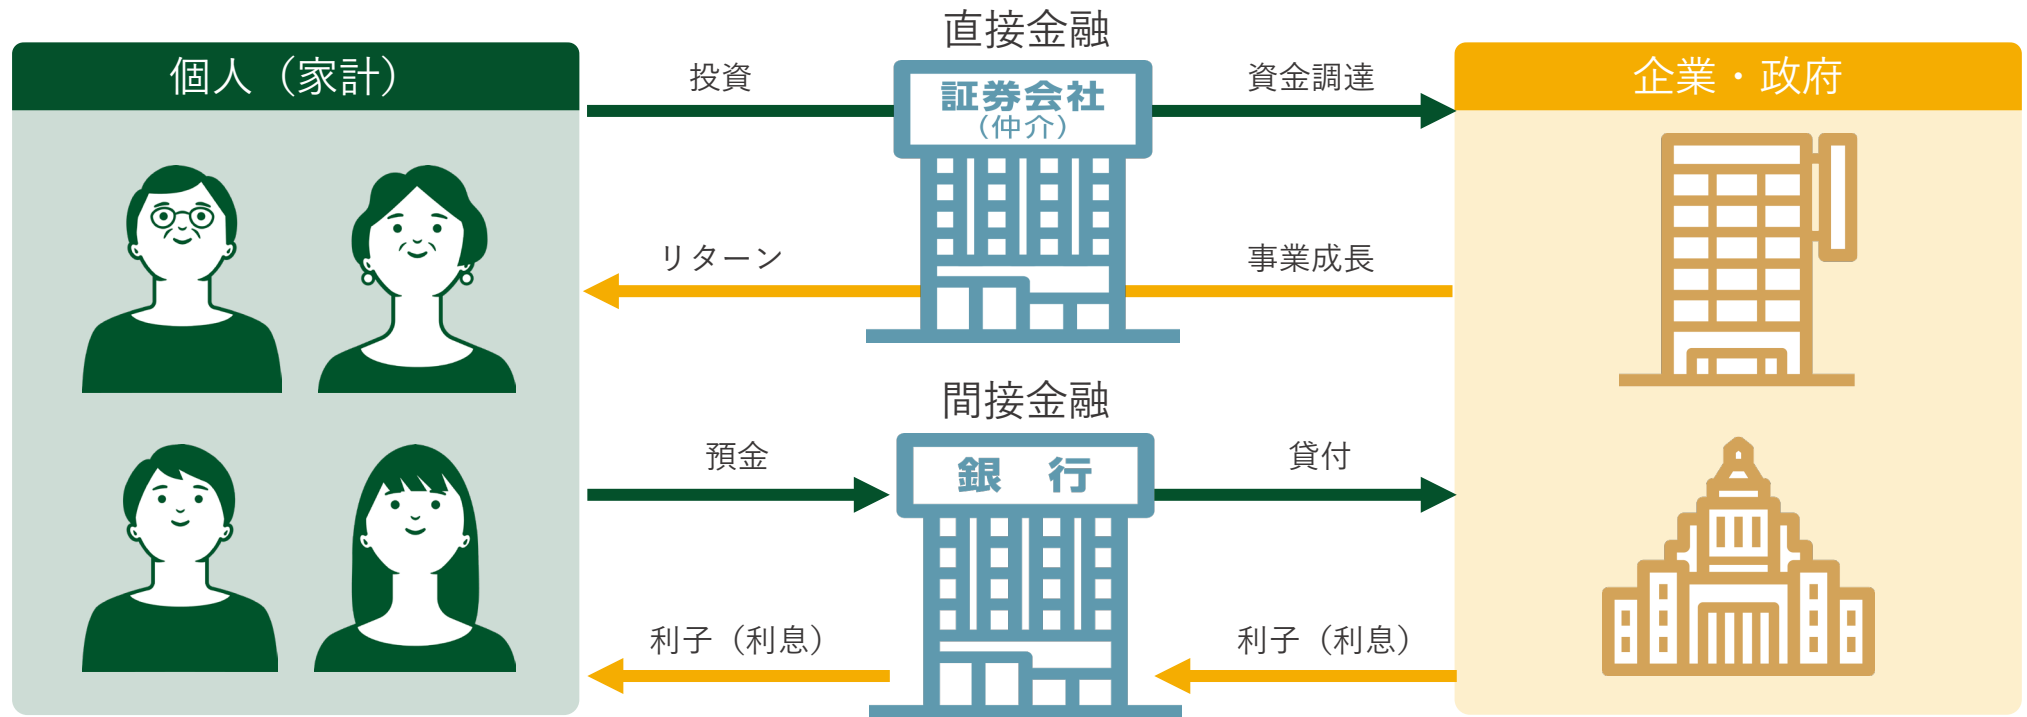 直接金融
個人（家計）
投資
証券会社
（仲介）
資金調達
企業・政府
リターン
事業成長
間接金融
預金
銀　行
貸付
利子（利息）
利子（利息）